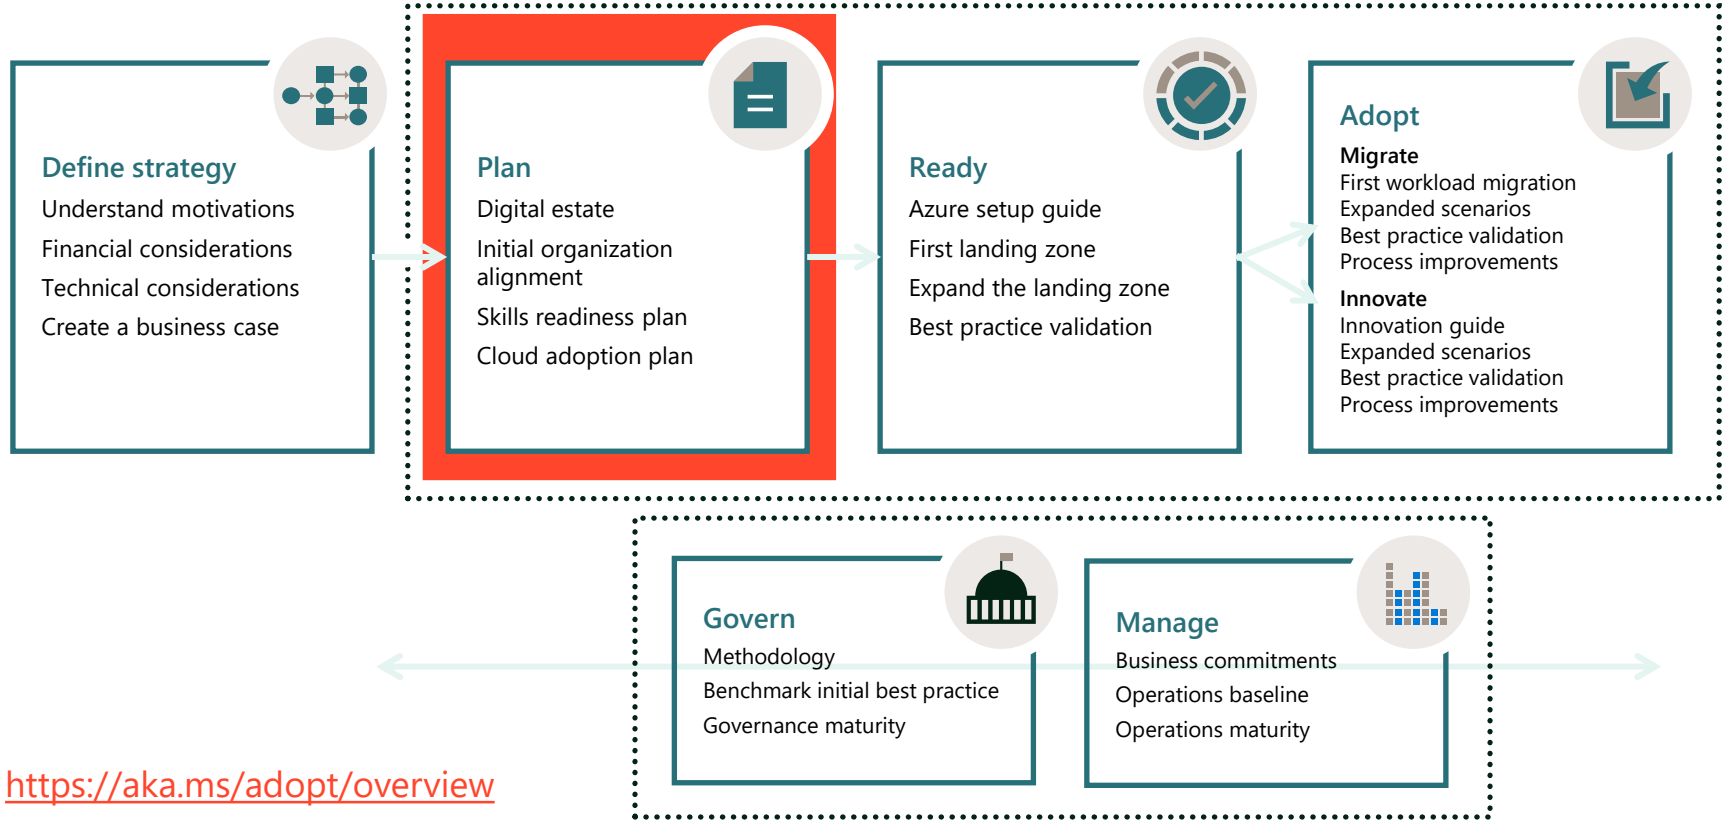 Define strategy
Understand motivations
Financial considerations
Technical considerations
Create a business case
Plan
Digital estate
Initial organization
alignment
Skills readiness plan
Cloud adoption plan
Ready
Azure setup guide
First landing zone
Expand the landing zone
Best practice validation
Adopt
Migrate
First workload migration
Expanded scenarios
Best practice validation
Process improvements
Innovate
Innovation guide
Expanded scenarios
Best practice validation
Process improvements
Govern
Methodology
Benchmark initial best practice
Governance maturity
Manage
Business commitments
Operations baseline
Operations maturity
https://aka.ms/adopt/overview